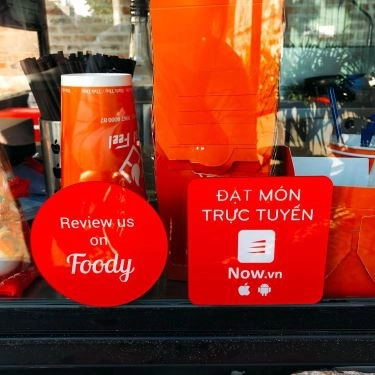 Feel
Review us
on
Foody
ĐẶT MÓN
TRỰC TUYẾN
Now.vn